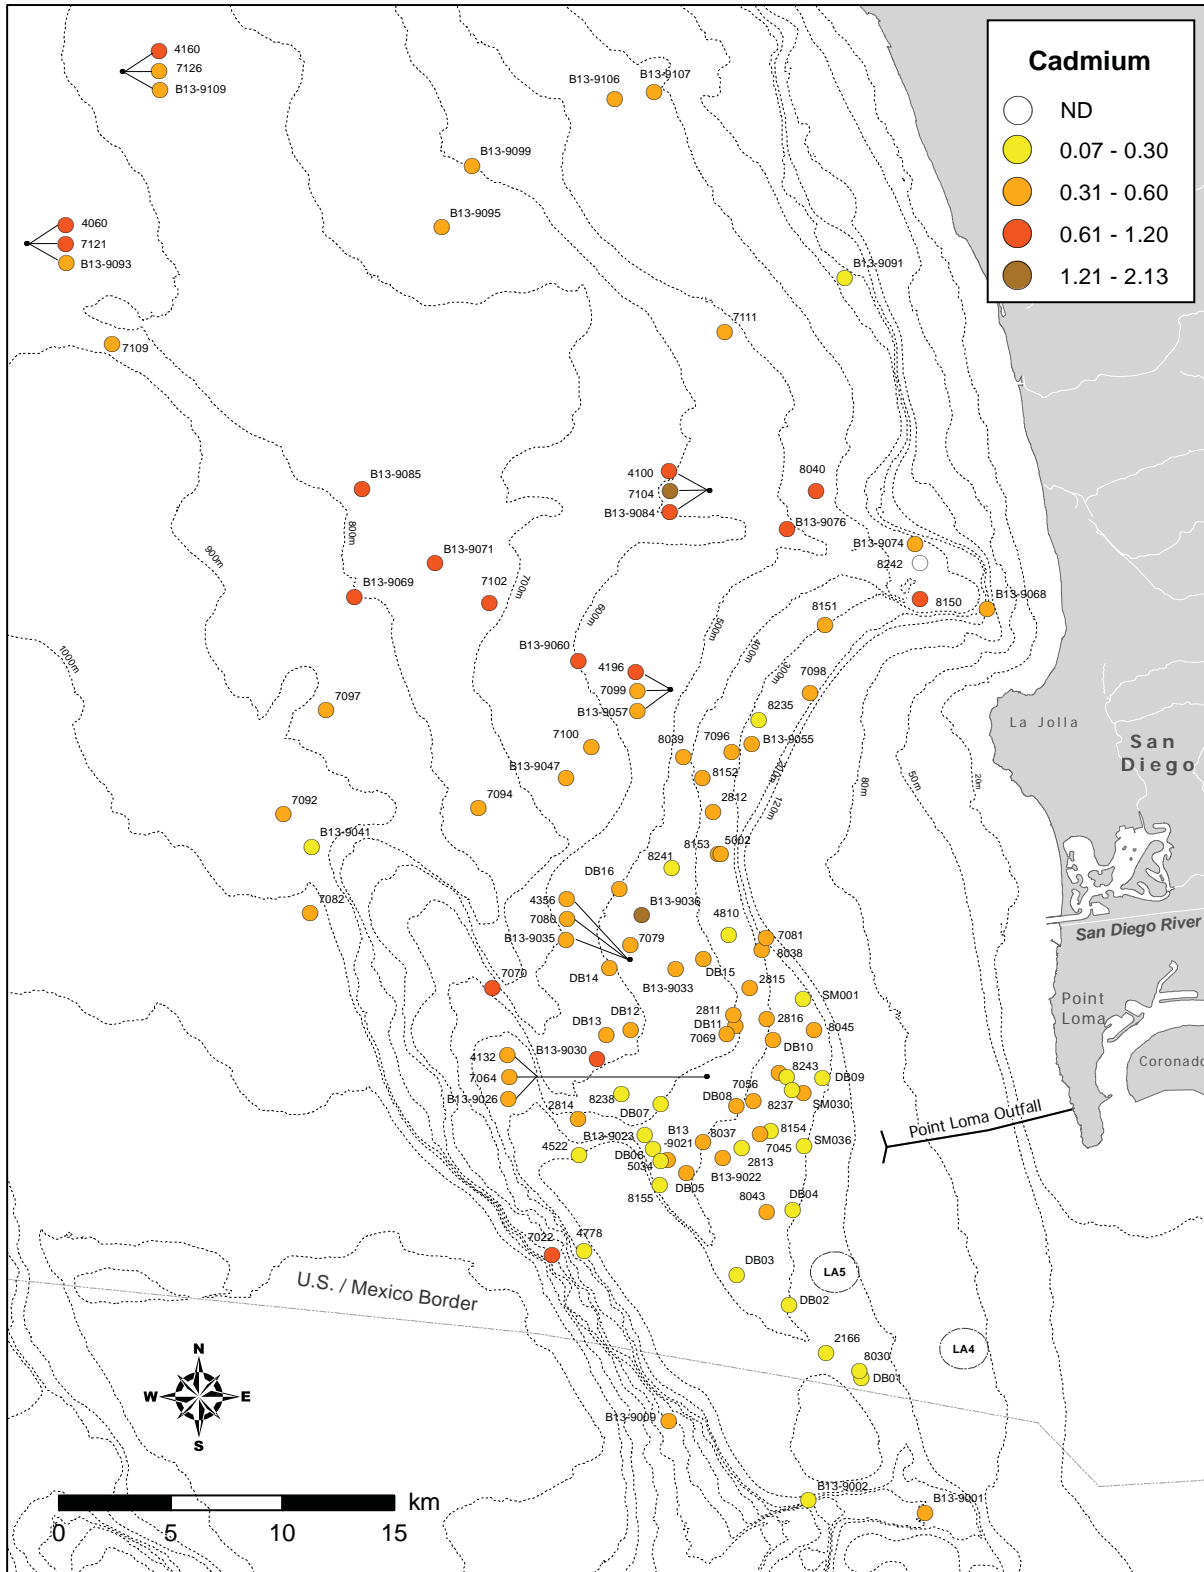 Cadmium
ND
0.07 - 0.30
0.31 - 0.60
0.61 - 1.20
1.21 - 2.13
4160
7126
B13-9109
B13-9106
B13-9107
B13-9099
B13-9095
4060
7121
B13-9093
B13-9091
7111
7109
B13-9085
4100
7104
B13-9084
8040
B13-9076
B13-9074
8242
800m
900m
B13-9071
B13-9069
7102
700m
600m
500m
400m
300m
8151
8150
B13-9068
B13-9060
4196
7099
B13-9057
1000m
7098
8235
7097
La Jolla
San
Diego
7100
8039
7096
B13-9055
B13-9047
8152
200m
120m
80m
50m
20m
7092
7094
2812
B13-9041
8153
5002
8241
DB16
4356
7080
B13-9035
B13-9036
7082
4810
7079
7081
8038
San Diego River
DB14
B13-9033
DB15
7070
2815
SM001
Point
Loma
2811
DB11
7069
2816
8045
DB13
DB12
DB10
B13-9030
4132
7064
B13-9026
8243
DB09
Coronado
7056
DB08
8237
SM030
8238
DB07
2814
Point Loma Outfall
B13-9023
B13
-9021
8037
8154
7045
SM036
4522
DB06
5034
2813
B13-9022
DB05
8155
8043
DB04
7022
4778
DB03
LA5
U.S. / Mexico Border
DB02
2166
LA4
8030
DB01
N
W
E
S
B13-9009
B13-9002
B13-9001
km
0
5
10
15